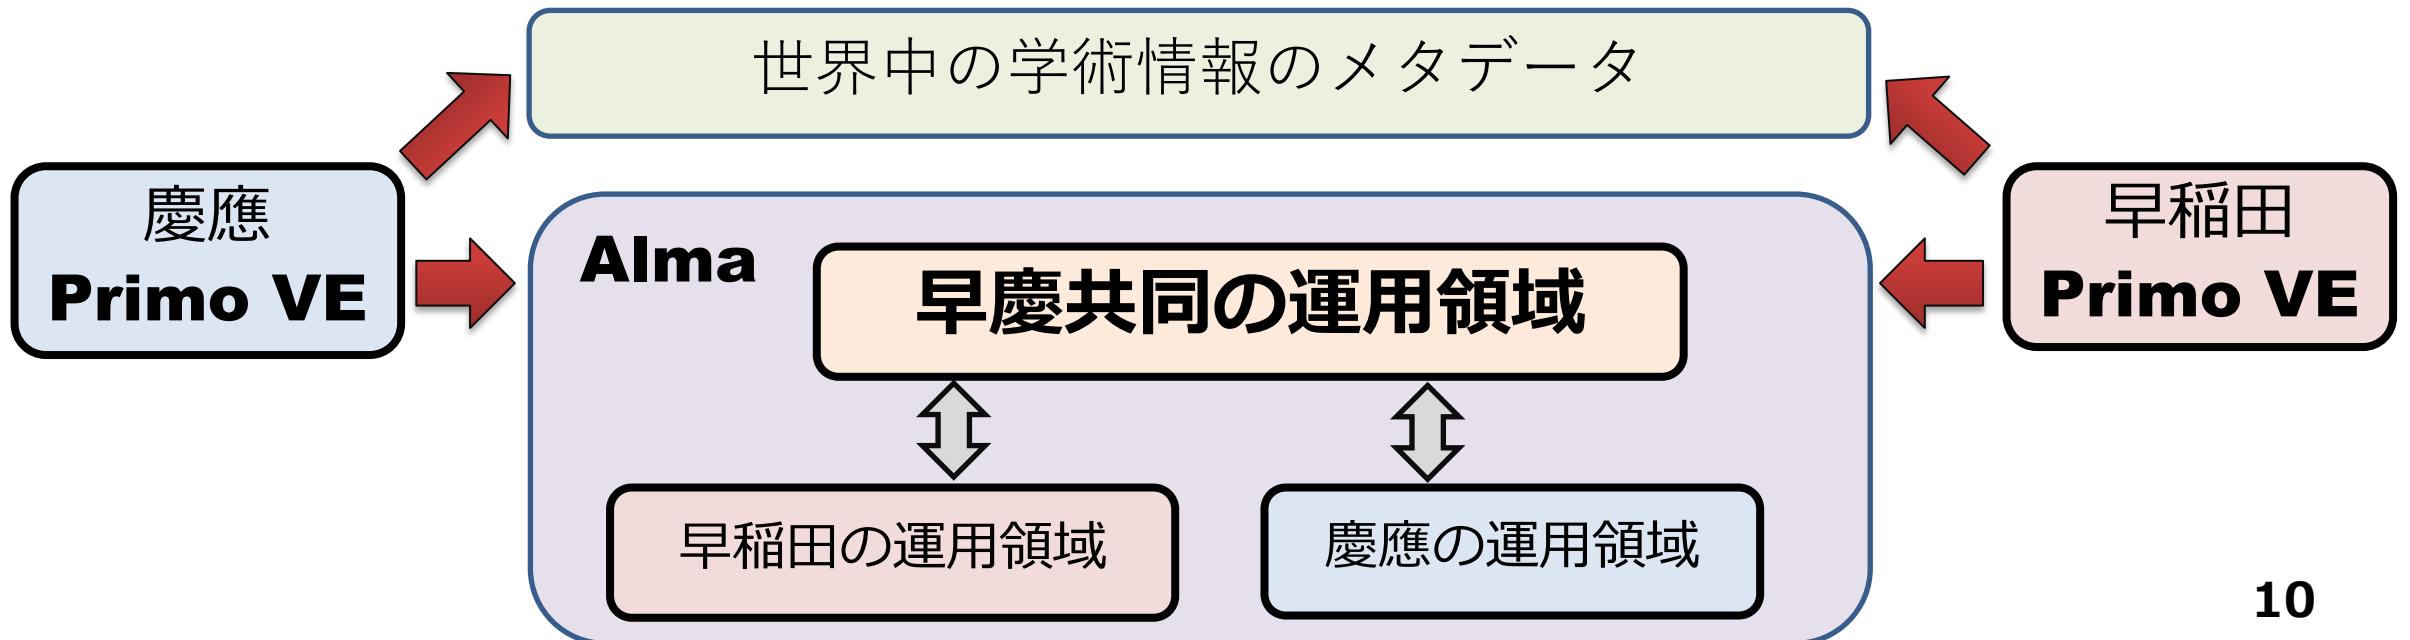 世界中の学術情報のメタデータ
慶應
Primo VE
早稲田
Primo VE
Alma
早慶共同の運用領域
早稲田の運用領域
慶應の運用領域
10